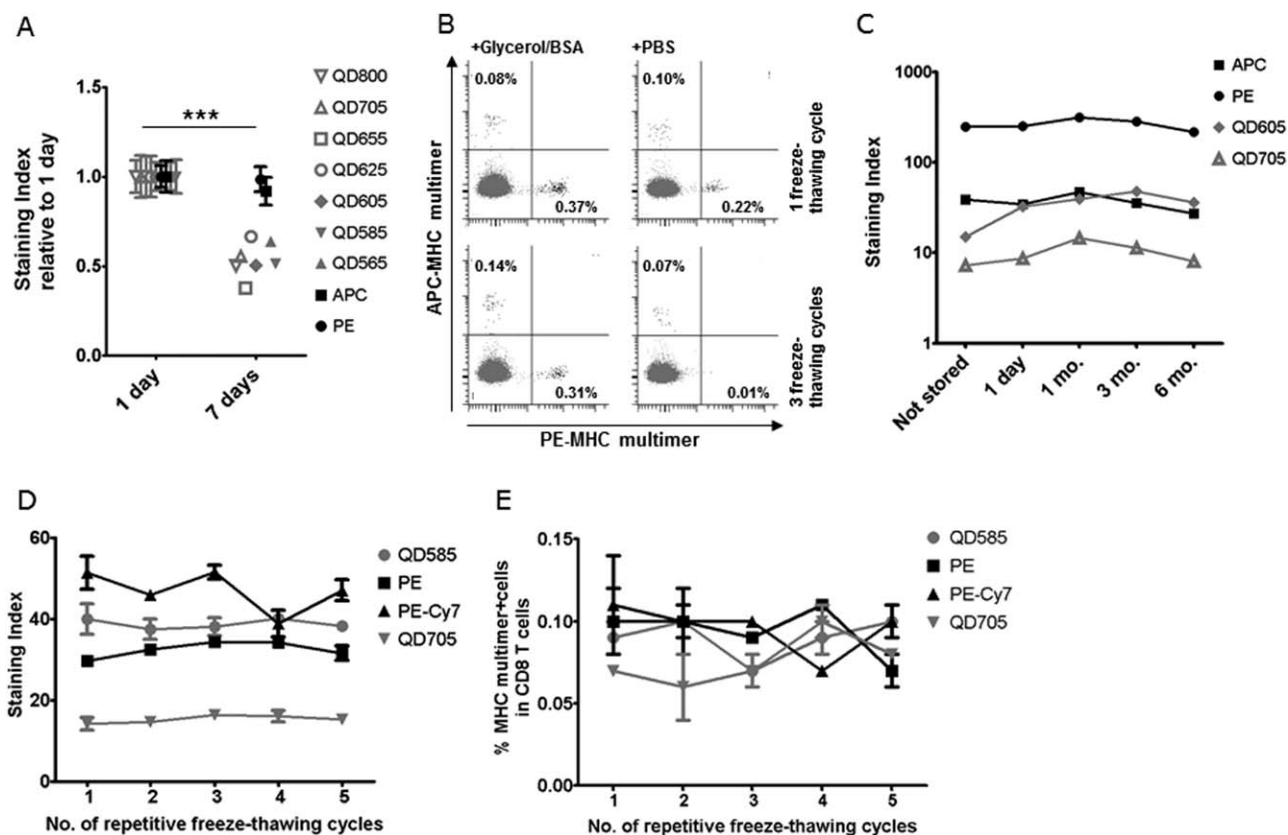 A
Staining Index
relative to 1 day
1.5
1.0
0.5
0.0
***
1 day
7 days
QD800
QD705
QD655
QD625
QD605
QD585
QD565
APC
PE
B
+Glycerol/BSA
+PBS
0.08%
0.10%
0.37%
0.22%
0.14%
0.07%
0.31%
0.01%
APC-MHC multimer
PE-MHC multimer
1 freeze-
thawing cycle
3 freeze-
thawing cycles
C
Staining Index
1000
100
10
1
Not stored
1 day
1 mo.
3 mo.
6 mo.
APC
PE
QD605
QD705
D
Staining Index
60
40
20
0
1 2 3 4 5
No. of repetitive freeze-thawing cycles
QD585
PE
PE-Cy7
QD705
E
% MHC multimer+cells
in CD8 T cells
0.15
0.10
0.05
0.00
1 2 3 4 5
No. of repetitive freeze-thawing cycles
QD585
PE
PE-Cy7
QD705